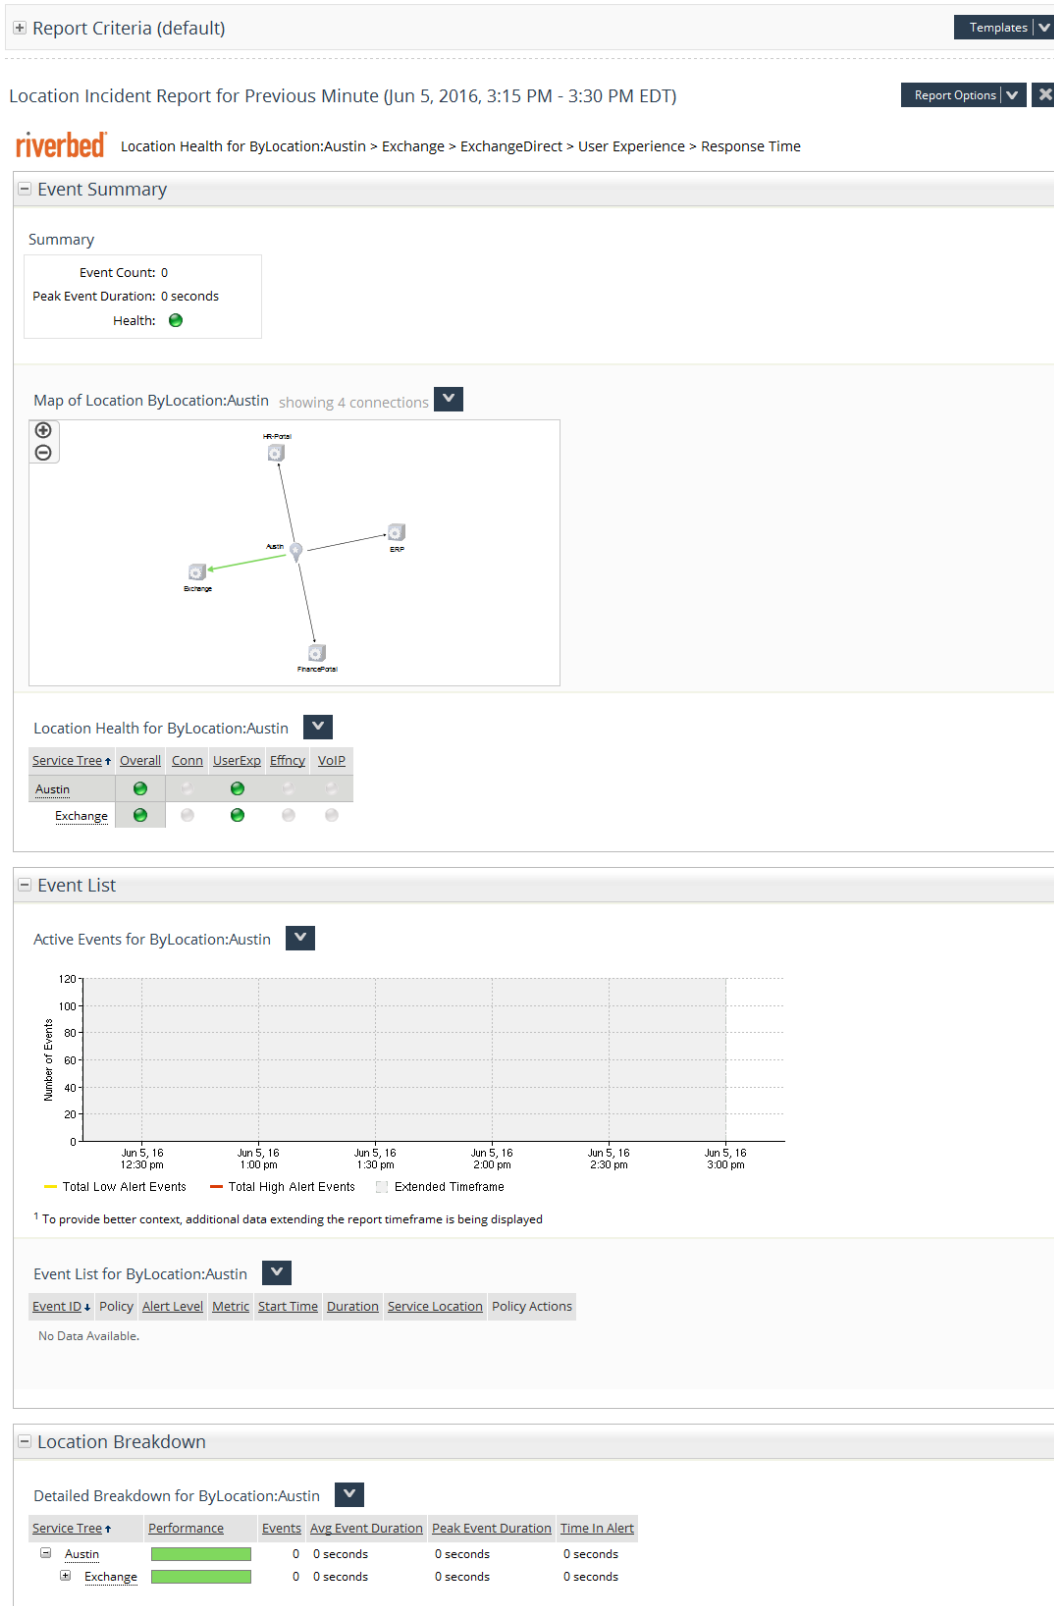 Report Criteria (default)
Templates
Location Incident Report for Previous Minute (Jun 5, 2016, 3:15 PM - 3:30 PM EDT)
Report Options
riverbed
Location Health for ByLocation:Austin > Exchange > ExchangeDirect > User Experience > Response Time
Event Summary
Summary
Event Count: 0
Peak Event Duration: 0 seconds
Health:
Map of Location ByLocation:Austin showing 4 connections
HR-Portal
Austin
ERP
Exchange
FinancePortal
Location Health for ByLocation:Austin
Service Tree Overall Conn UserExp Effncy VoIP
Austin
Exchange
Event List
Active Events for ByLocation:Austin
Number of Events
120
100
80
60
40
20
0
Jun 5, 16 Jun 5, 16 Jun 5, 16 Jun 5, 16 Jun 5, 16 Jun 5, 16
12:30 pm 1:00 pm 1:30 pm 2:00 pm 2:30 pm 3:00 pm
Total Low Alert Events Total High Alert Events Extended Timeframe
1 To provide better context, additional data extending the report timeframe is being displayed
Event List for ByLocation:Austin
Event ID Policy Alert Level Metric Start Time Duration Service Location Policy Actions
No Data Available.
Location Breakdown
Detailed Breakdown for ByLocation:Austin
Service Tree Performance Events Avg Event Duration Peak Event Duration Time In Alert
Austin 0 0 seconds 0 seconds 0 seconds
Exchange 0 0 seconds 0 seconds 0 seconds